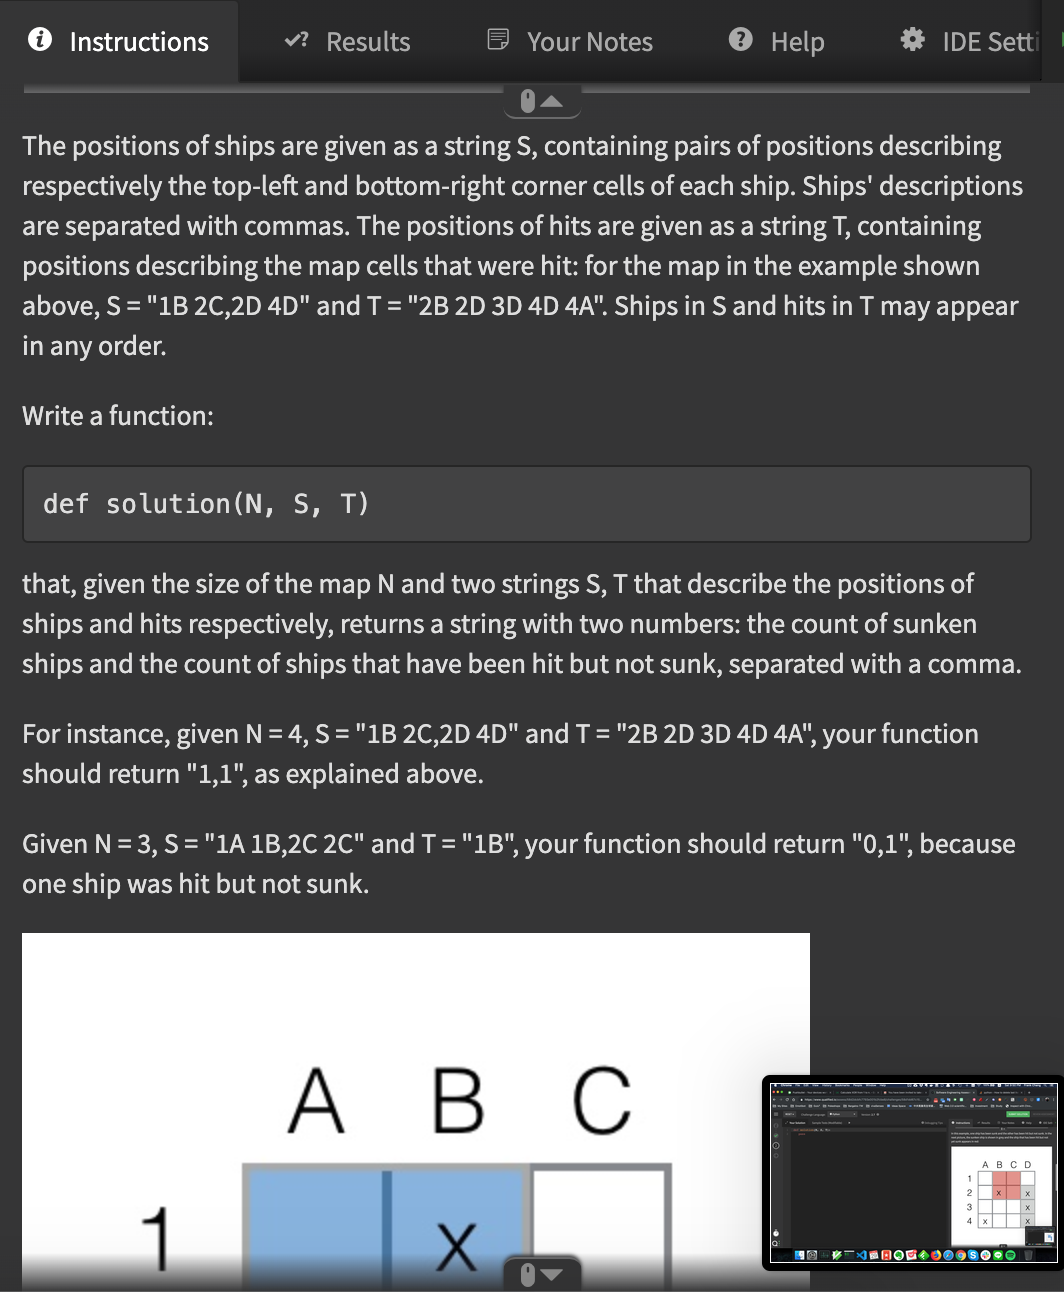 Instructions
Results
Your Notes
Help
IDE Setti
The positions of ships are given as a string S, containing pairs of positions describing
respectively the top-left and bottom-right corner cells of each ship. Ships' descriptions
are separated with commas. The positions of hits are given as a string T, containing
positions describing the map cells that were hit: for the map in the example shown
above, S = "1B 2C,2D 4D" and T = "2B 2D 3D 4D 4A". Ships in S and hits in T may appear
in any order.
Write a function:
def solution(N, S, T)
that, given the size of the map N and two strings S, T that describe the positions of
ships and hits respectively, returns a string with two numbers: the count of sunken
ships and the count of ships that have been hit but not sunk, separated with a comma.
For instance, given N = 4, S = "1B 2C,2D 4D" and T = "2B 2D 3D 4D 4A", your function
should return "1,1", as explained above.
Given N = 3, S = "1A 1B,2C 2C" and T = "1B", your function should return "0,1", because
one ship was hit but not sunk.
A B C
1 x
A B C D
1
2 x x
3 x
4 x x